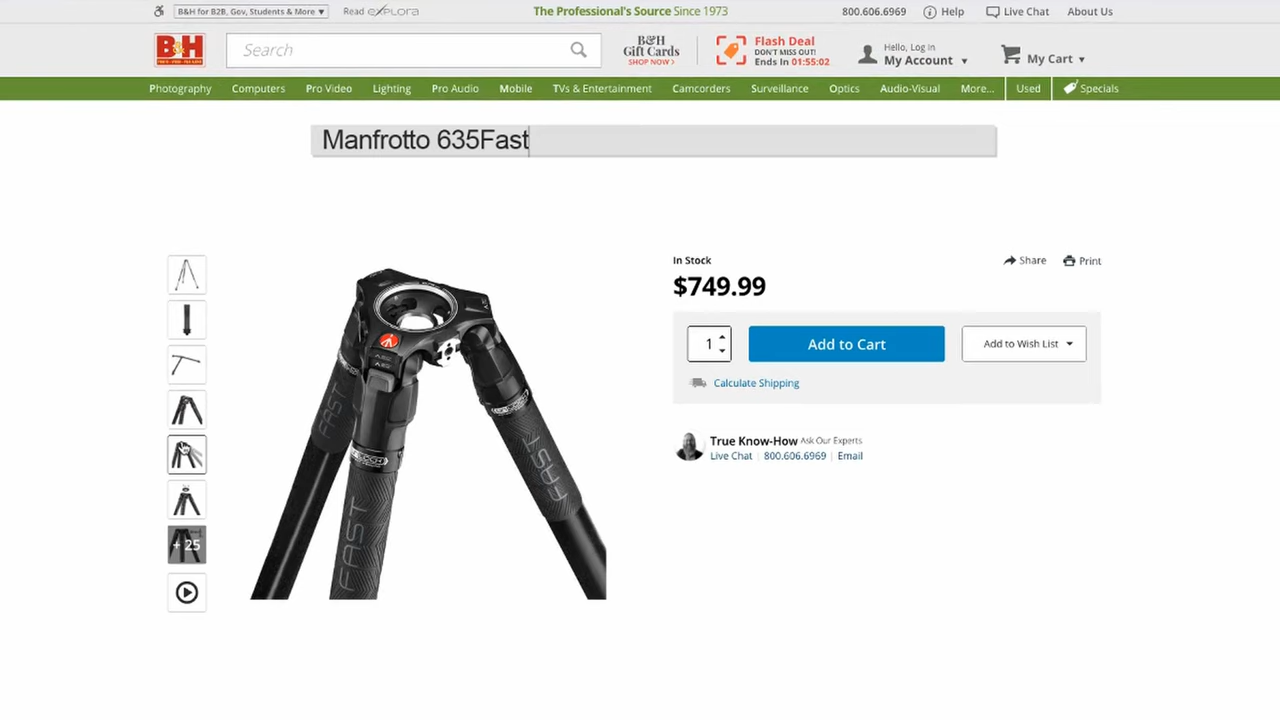 B&H for B2B, Gov, Students & More ▼
Read eXPLORA
The Professional's Source Since 1973
800.606.6969
Help
Live Chat
About Us
B&H
Search
B&H
Gift Cards
SHOP NOW ›
Flash Deal
DON'T MISS OUT!
Ends In 01:55:02
Hello, Log In
My Account ▼
My Cart ▼
Photography
Computers
Pro Video
Lighting
Pro Audio
Mobile
TVs & Entertainment
Camcorders
Surveillance
Optics
Audio-Visual
More...
Used
Specials
Manfrotto 635Fast
In Stock
Share
Print
$749.99
1
Add to Cart
Add to Wish List
Calculate Shipping
True Know-How Ask Our Experts
Live Chat | 800.606.6969 | Email
+ 25
FAST
FAST
FAST